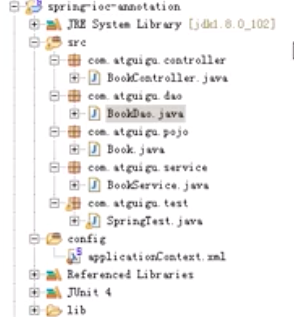 spring-ioc-annotation
JRE System Library [jdk1.8.0_102]
src
com.atguigu.controller
BookController.java
com.atguigu.dao
BookDao.java
com.atguigu.pojo
Book.java
com.atguigu.service
BookService.java
com.atguigu.test
SpringTest.java
config
applicationContext.xml
Referenced Libraries
JUnit 4
lib